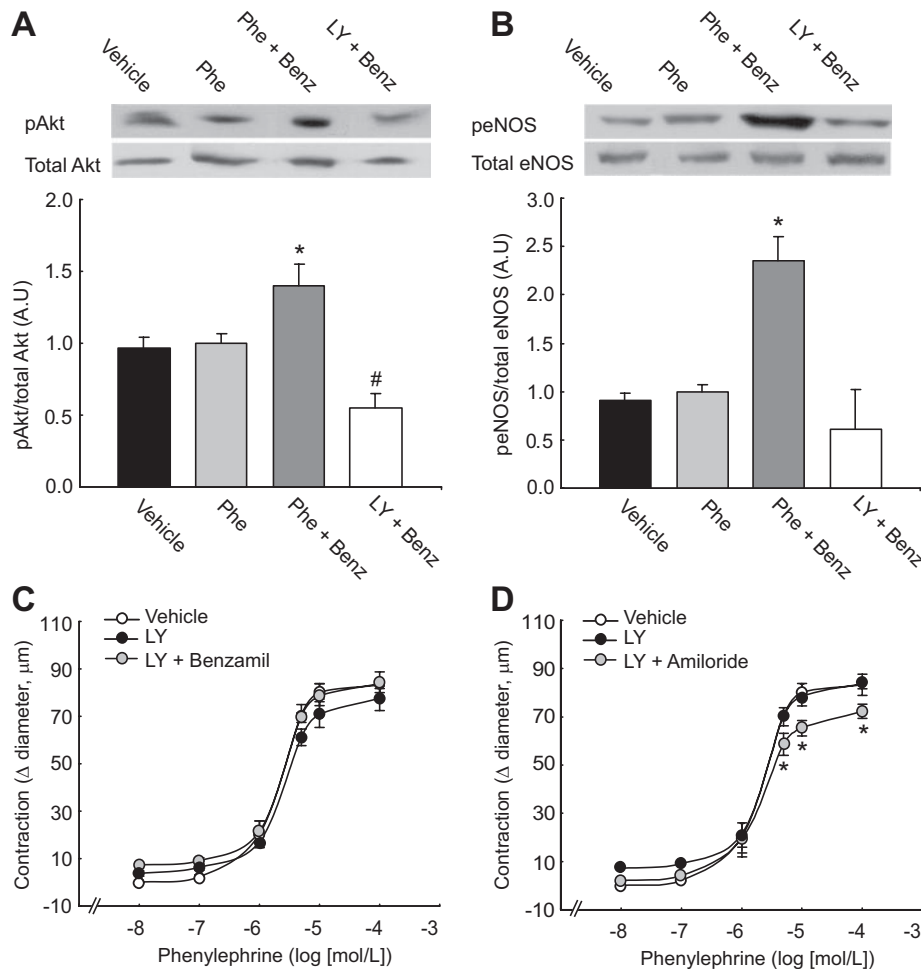 A
Vehicle
Phe
Phe + Benz
LY + Benz
pAkt
Total Akt
2.0
1.5
1.0
0.5
0.0
pAkt/total Akt (A.U)
*
#
Vehicle
Phe
Phe + Benz
LY + Benz
B
Vehicle
Phe
Phe + Benz
LY + Benz
peNOS
Total eNOS
3.0
2.5
2.0
1.5
1.0
0.5
0.0
peNOS/total eNOS (A.U)
*
Vehicle
Phe
Phe + Benz
LY + Benz
C
Vehicle
LY
LY + Benzamil
110
90
70
50
30
10
-10
Contraction (Δ diameter, μm)
-8 -7 -6 -5 -4 -3
Phenylephrine (log [mol/L])
D
Vehicle
LY
LY + Amiloride
110
90
70
50
30
10
-10
Contraction (Δ diameter, μm)
* * *
-8 -7 -6 -5 -4 -3
Phenylephrine (log [mol/L])